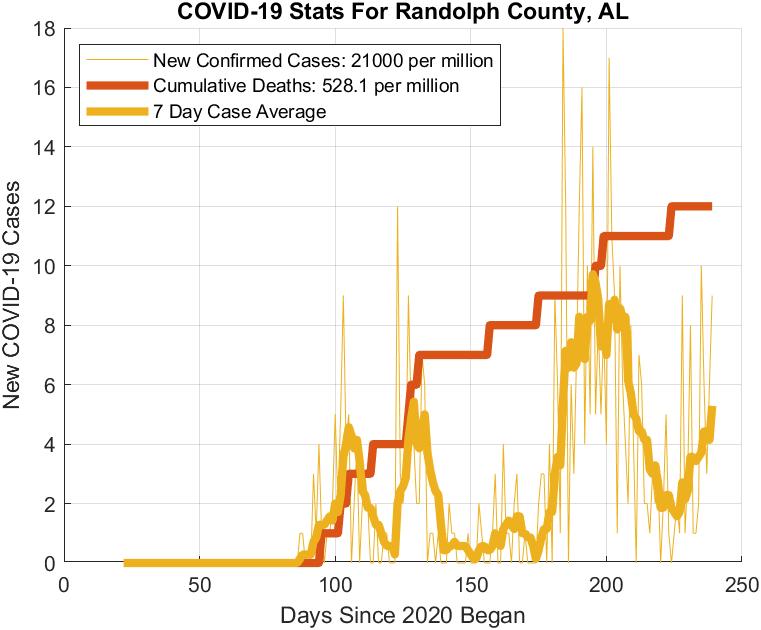 COVID-19 Stats For Randolph County, AL
New Confirmed Cases: 21000 per million
Cumulative Deaths: 528.1 per million
7 Day Case Average
New COVID-19 Cases
18
16
14
12
10
8
6
4
2
0
0 50 100 150 200 250
Days Since 2020 Began